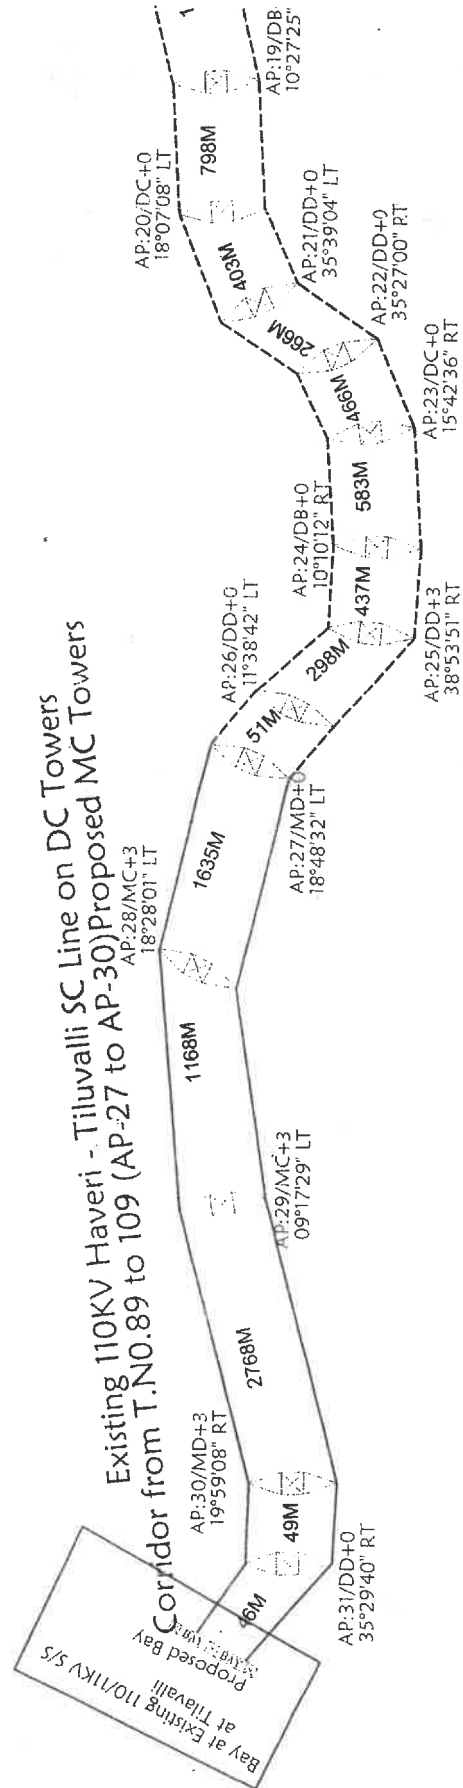 Existing 110KV Haveri - Tiluvalli SC Line on DC Towers
Corridor from T.N0.89 to 109 (AP-27 to AP-30)Proposed MC Towers
Bay at Existing 110/11KV S/S
at Tilavalli
Proposed Bay
46M
AP:31/DD+0
35°29'40" RT
49M
AP:30/MD+3
19°59'08" RT
2768M
AP:29/MC+3
09°17'29" LT
1168M
AP:28/MC+3
18°28'01" LT
1635M
AP:27/MD+0
18°48'32" LT
51M
AP:26/DD+0
11°38'42" LT
298M
AP:25/DD+3
38°53'51" RT
437M
AP:24/DB+0
10°10'12" RT
583M
AP:23/DC+0
15°42'36" RT
466M
AP:22/DD+0
35°27'00" RT
266M
AP:21/DD+0
35°39'04" LT
403M
AP:20/DC+0
18°07'08" LT
798M
AP:19/DB
10°27'25"
1